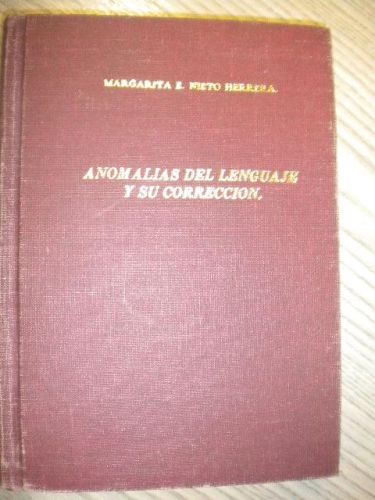 MARGARITA E. NIETO HERRERA.
ANOMALIAS DEL LENGUAJE
Y SU CORRECCION.